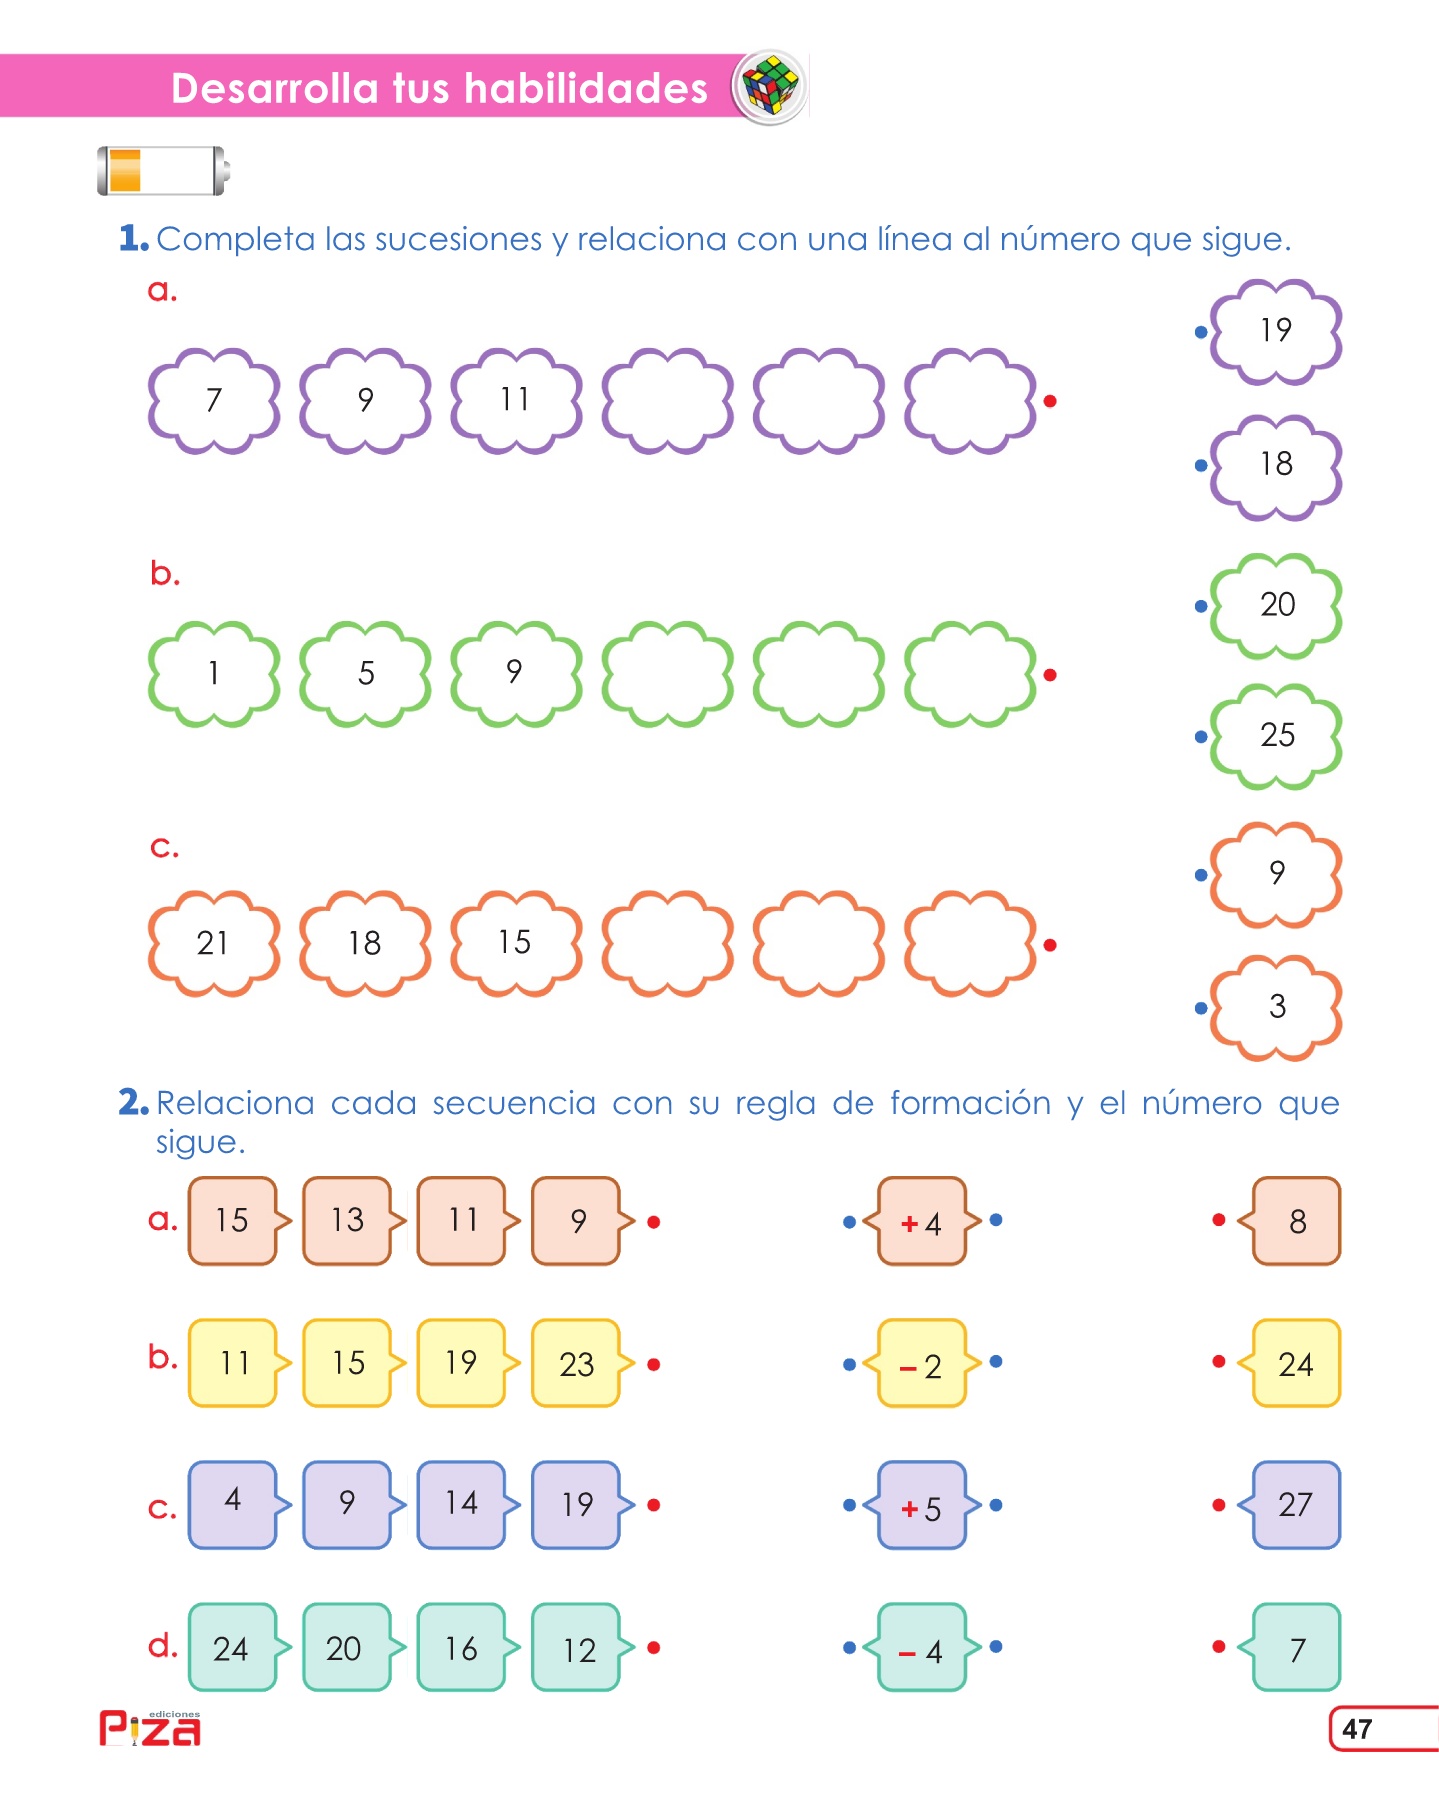 Desarrolla tus habilidades
1. Completa las sucesiones y relaciona con una línea al número que sigue.
a.
19
7 9 11
18
b.
20
1 5 9
25
c.
9
21 18 15
3
2. Relaciona cada secuencia con su regla de formación y el número que
sigue.
a. 15 13 11 9 + 4 8
b. 11 15 19 23 – 2 24
c. 4 9 14 19 + 5 27
d. 24 20 16 12 – 4 7
ediciones
Piza
47